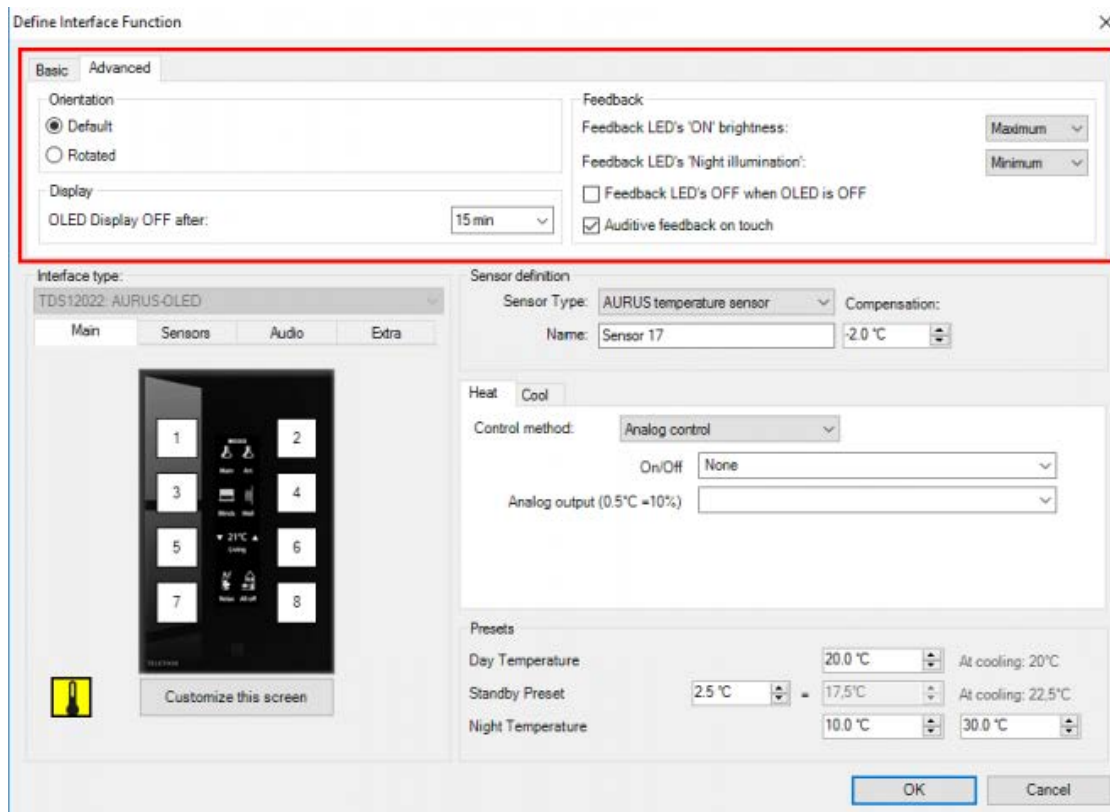 Define Interface Function
Basic Advanced
Orientation
Default
Rotated
Display
OLED Display OFF after: 15 min
Feedback
Feedback LED's 'ON' brightness: Maximum
Feedback LED's 'Night illumination': Minimum
Feedback LED's OFF when OLED is OFF
Auditive feedback on touch
Interface type:
TDS12022: AURUS-OLED
Main Sensors Audio Extra
1 2
3 4
5 21°C 6
Living
7 8
All off
TELETASK
Customize this screen
Sensor definition
Sensor Type: AURUS temperature sensor Compensation:
Name: Sensor 17 -2.0 °C
Heat Cool
Control method: Analog control
On/Off None
Analog output (0.5°C =10%)
Presets
Day Temperature 20.0 °C At cooling: 20°C
Standby Preset 2.5 °C = 17,5°C At cooling: 22,5°C
Night Temperature 10.0 °C 30.0 °C
OK Cancel